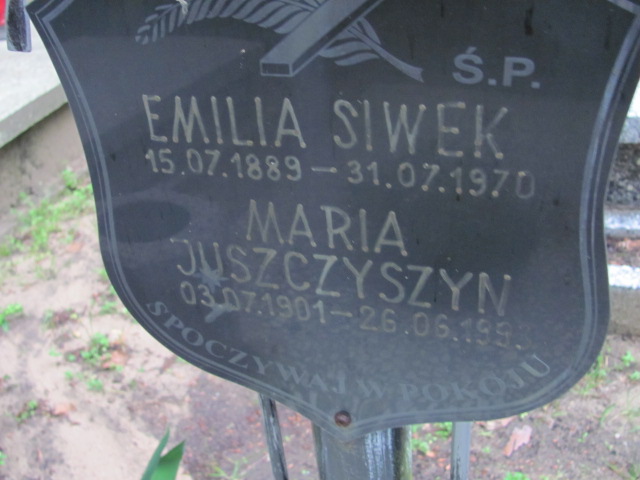 Ś.P.
EMILIA SIWEK
15.07.1889 – 31.07.1970
MARIA
JUSZCZYSZYN
03.07.1901 –
SPOCZYWAJ W POKOJU